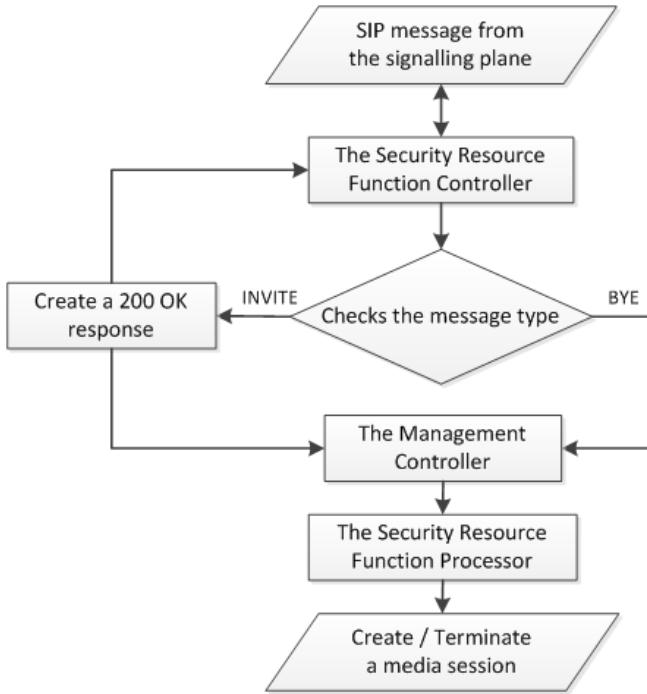 SIP message from
the signalling plane
The Security Resource
Function Controller
INVITE
BYE
Create a 200 OK
response
Checks the message type
The Management
Controller
The Security Resource
Function Processor
Create / Terminate
a media session